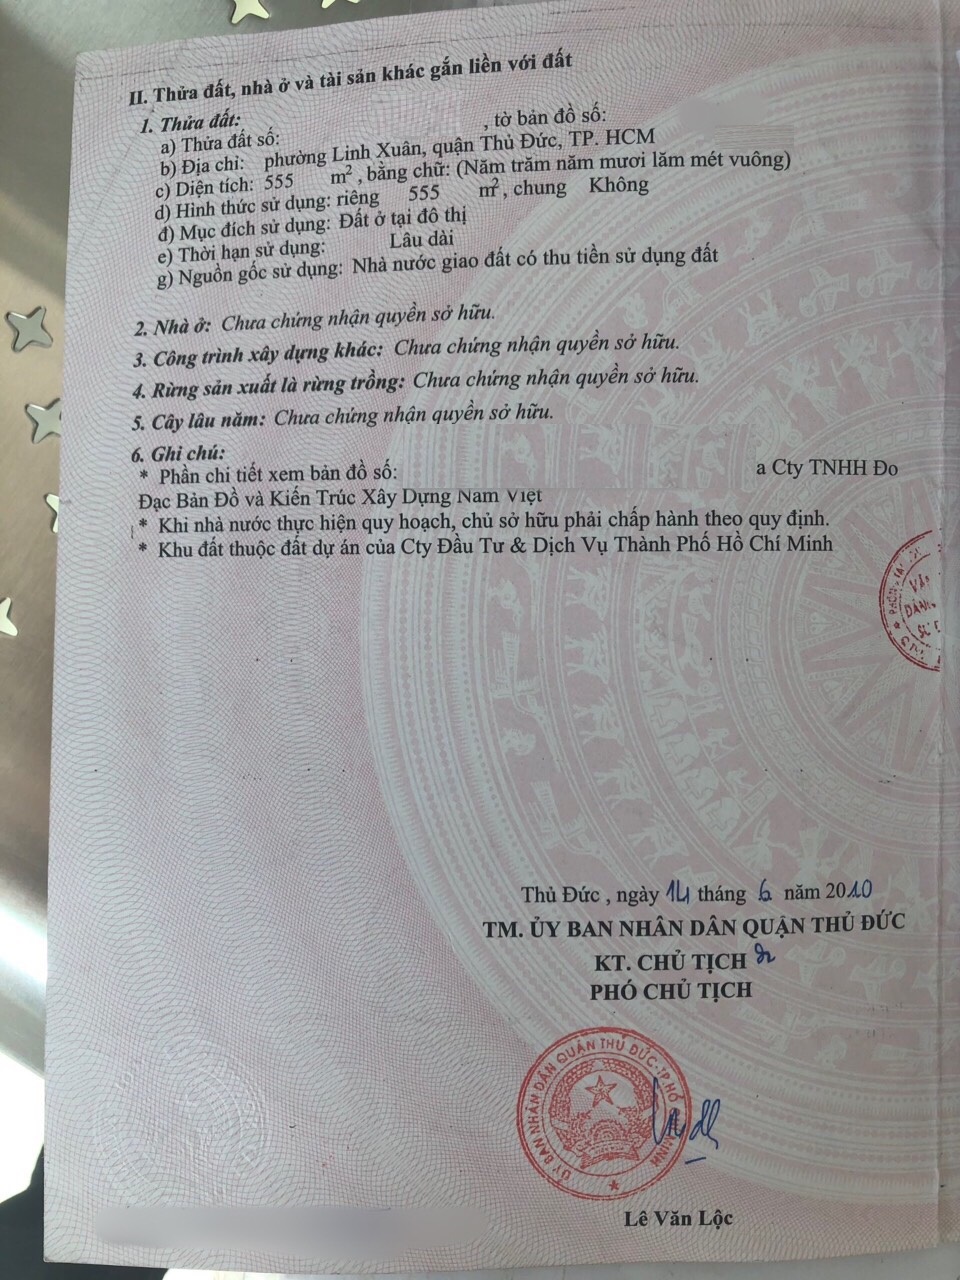 II. Thửa đất, nhà ở và tài sản khác gắn liền với đất
1. Thửa đất:
a) Thửa đất số: , tờ bản đồ số:
b) Địa chỉ: phường Linh Xuân, quận Thủ Đức, TP. HCM
c) Diện tích: 555 m², bằng chữ: (Năm trăm năm mươi lăm mét vuông)
d) Hình thức sử dụng: riêng 555 m², chung Không
đ) Mục đích sử dụng: Đất ở tại đô thị
e) Thời hạn sử dụng: Lâu dài
g) Nguồn gốc sử dụng: Nhà nước giao đất có thu tiền sử dụng đất
2. Nhà ở: Chưa chứng nhận quyền sở hữu.
3. Công trình xây dựng khác: Chưa chứng nhận quyền sở hữu.
4. Rừng sản xuất là rừng trồng: Chưa chứng nhận quyền sở hữu.
5. Cây lâu năm: Chưa chứng nhận quyền sở hữu.
6. Ghi chú:
* Phần chi tiết xem bản đồ số: a Cty TNHH Đo
Đạc Bản Đồ và Kiến Trúc Xây Dựng Nam Việt
* Khi nhà nước thực hiện quy hoạch, chủ sở hữu phải chấp hành theo quy định.
* Khu đất thuộc đất dự án của Cty Đầu Tư & Dịch Vụ Thành Phố Hồ Chí Minh
Thủ Đức , ngày 14 tháng 6 năm 2010
TM. ỦY BAN NHÂN DÂN QUẬN THỦ ĐỨC
KT. CHỦ TỊCH
PHÓ CHỦ TỊCH
ỦY BAN NHÂN DÂN QUẬN THỦ ĐỨC-TP.HỒ MINH
Lê Văn Lộc